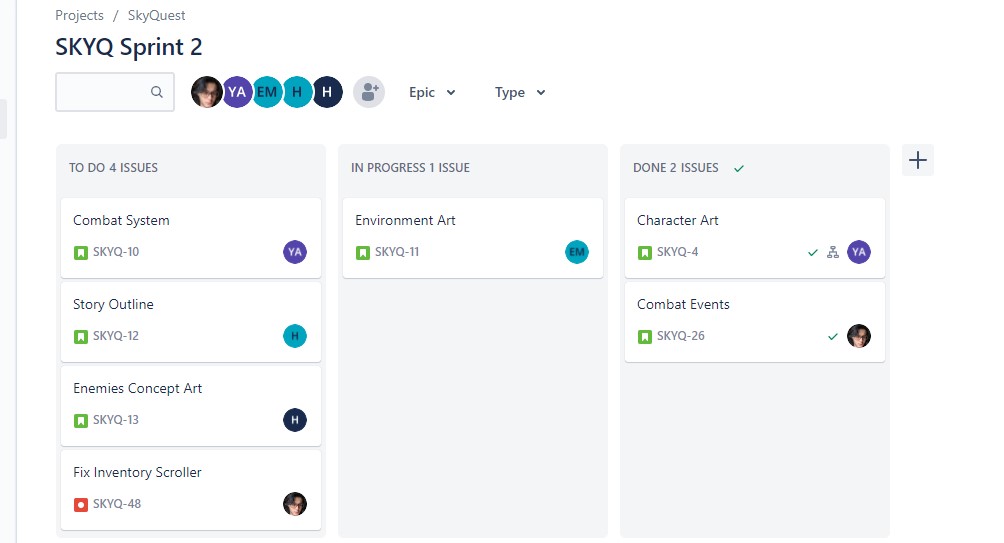 Projects / SkyQuest
SKYQ Sprint 2
YA EM H H
Epic
Type
TO DO 4 ISSUES
Combat System
SKYQ-10
YA
Story Outline
SKYQ-12
H
Enemies Concept Art
SKYQ-13
H
Fix Inventory Scroller
SKYQ-48
IN PROGRESS 1 ISSUE
Environment Art
SKYQ-11
EM
DONE 2 ISSUES
Character Art
SKYQ-4
YA
Combat Events
SKYQ-26